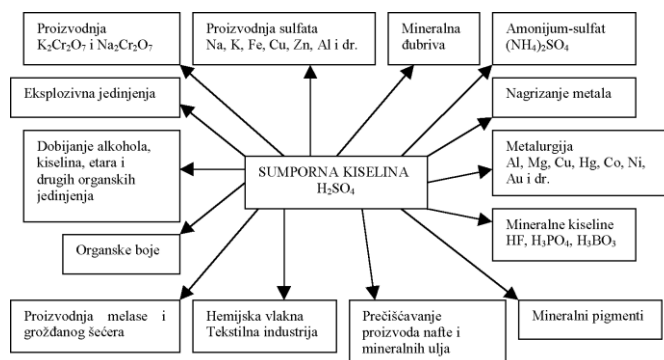 Proizvodnja
K₂Cr₂O₇ i Na₂Cr₂O₇
Proizvodnja sulfata
Na, K, Fe, Cu, Zn, Al i dr.
Mineralna
đubriva
Amonijum-sulfat
(NH4)₂SO4
Eksplozivna jedinjenja
Nagrizanje metala
Dobijanje alkohola,
kiselina, etara i
drugih organskih
jedinjenja
SUMPORNA KISELINA
H₂SO₄
Metalurgija
Al, Mg, Cu, Hg, Co, Ni,
Au i dr.
Mineralne kiseline
HF, H₃PO₄, H₃BO₃
Organske boje
Proizvodnja melase i
grožđanog šećera
Hemijska vlakna
Tekstilna industrija
Prečišćavanje
proizvoda nafte i
mineralnih ulja
Mineralni pigmenti